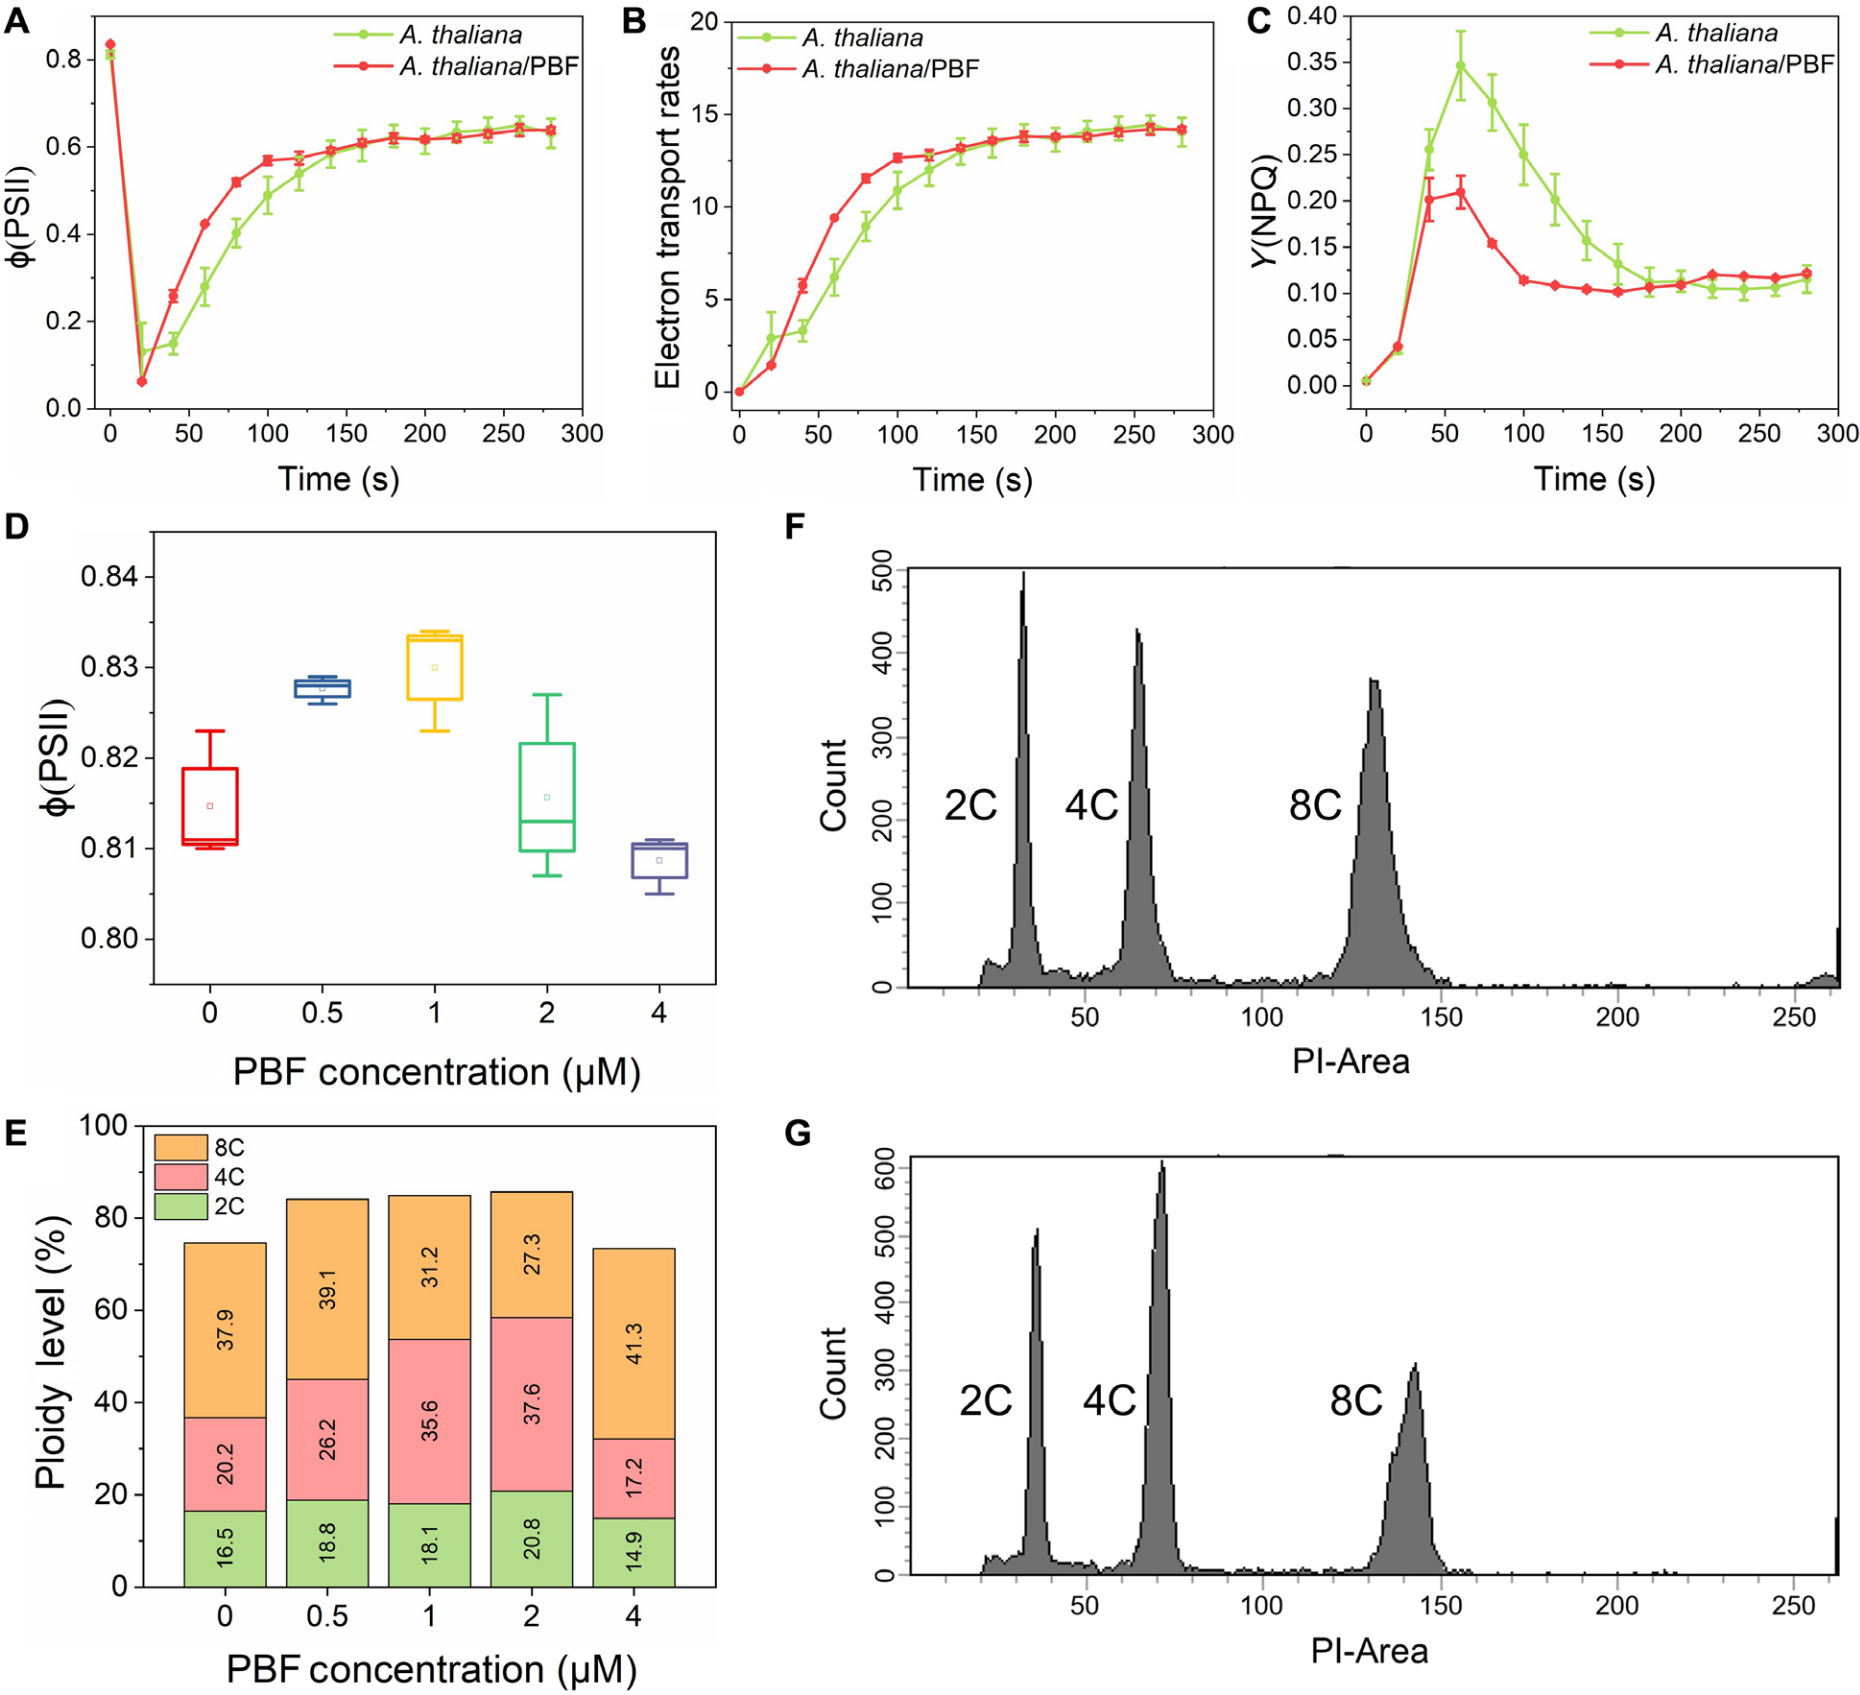 A
ϕ(PSII)
0.8
0.6
0.4
0.2
0.0
A. thaliana
A. thaliana/PBF
0 50 100 150 200 250 300
Time (s)
B
Electron transport rates
20
15
10
5
0
A. thaliana
A. thaliana/PBF
0 50 100 150 200 250 300
Time (s)
C
Y(NPQ)
0.40
0.35
0.30
0.25
0.20
0.15
0.10
0.05
0.00
A. thaliana
A. thaliana/PBF
0 50 100 150 200 250 300
Time (s)
D
ϕ(PSII)
0.84
0.83
0.82
0.81
0.80
0 0.5 1 2 4
PBF concentration (μM)
F
Count
500
400
300
200
100
0
2C 4C 8C
50 100 150 200 250
PI-Area
E
Ploidy level (%)
100
80
60
40
20
0
8C
4C
2C
37.9 39.1 31.2 27.3 41.3
20.2 26.2 35.6 37.6 17.2
16.5 18.8 18.1 20.8 14.9
0 0.5 1 2 4
PBF concentration (μM)
G
Count
600
500
400
300
200
100
0
2C 4C 8C
50 100 150 200 250
PI-Area